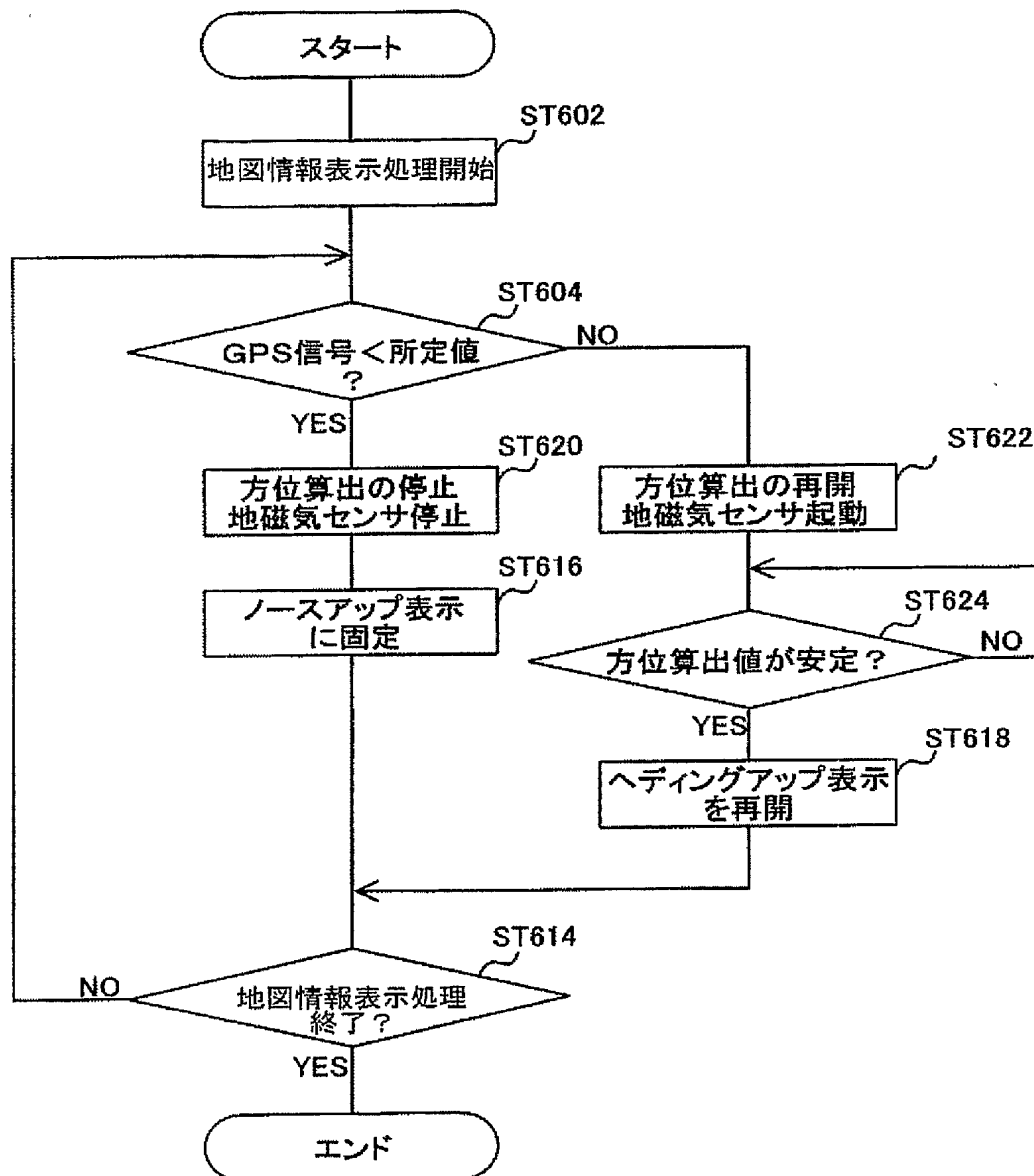 スタート
ST602
地図情報表示処理開始
ST604
GPS信号<所定値
?
NO
YES
ST620
方位算出の停止
地磁気センサ停止
ST622
方位算出の再開
地磁気センサ起動
ST616
ノースアップ表示
に固定
ST624
方位算出値が安定?
NO
YES
ST618
ヘディングアップ表示
を再開
ST614
地図情報表示処理
終了?
NO
YES
エンド